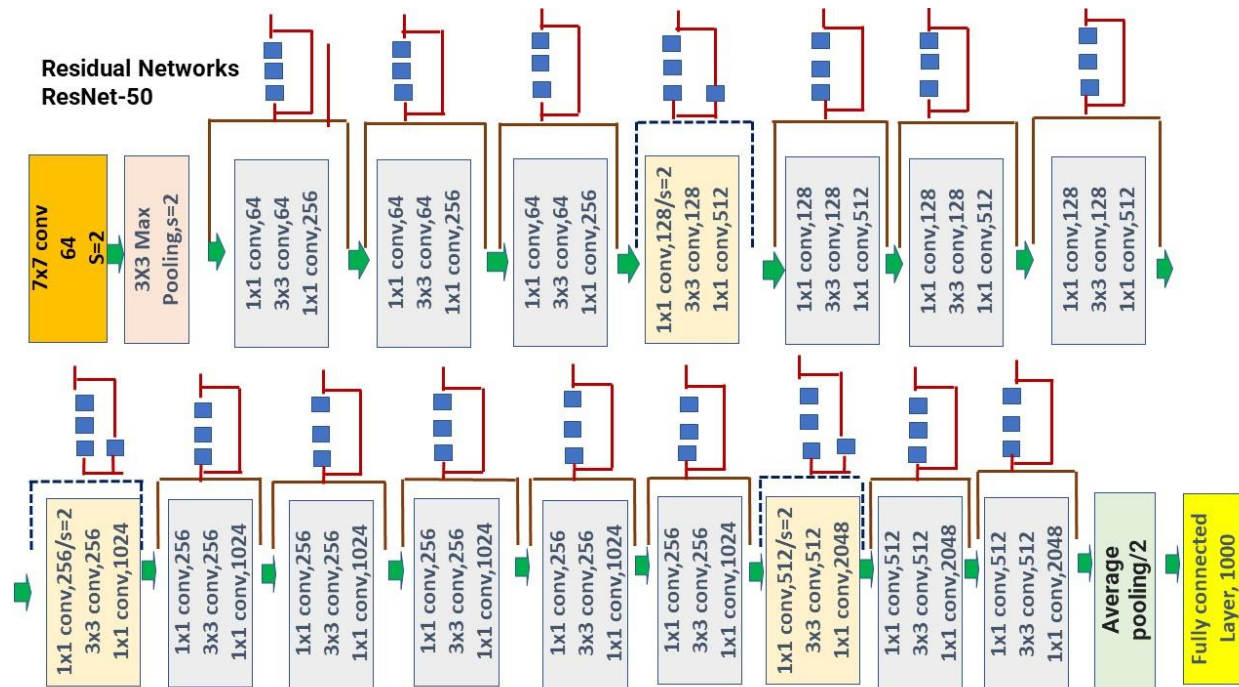 Residual Networks
ResNet-50
7x7 conv
64
S=2
3X3 Max
Pooling,s=2
1x1 conv,64
3x3 conv,64
1x1 conv,256
1x1 conv,64
3x3 conv,64
1x1 conv,256
1x1 conv,64
3x3 conv,64
1x1 conv,256
1x1 conv,128/s=2
3x3 conv,128
1x1 conv,512
1x1 conv,128
3x3 conv,128
1x1 conv,512
1x1 conv,128
3x3 conv,128
1x1 conv,512
1x1 conv,128
3x3 conv,128
1x1 conv,512
1x1 conv,256/s=2
3x3 conv,256
1x1 conv,1024
1x1 conv,256
3x3 conv,256
1x1 conv,1024
1x1 conv,256
3x3 conv,256
1x1 conv,1024
1x1 conv,256
3x3 conv,256
1x1 conv,1024
1x1 conv,256
3x3 conv,256
1x1 conv,1024
1x1 conv,256
3x3 conv,256
1x1 conv,1024
1x1 conv,512/s=2
3x3 conv,512
1x1 conv,2048
1x1 conv,512
3x3 conv,512
1x1 conv,2048
1x1 conv,512
3x3 conv,512
1x1 conv,2048
Average
pooling/2
Fully connected
Layer, 1000